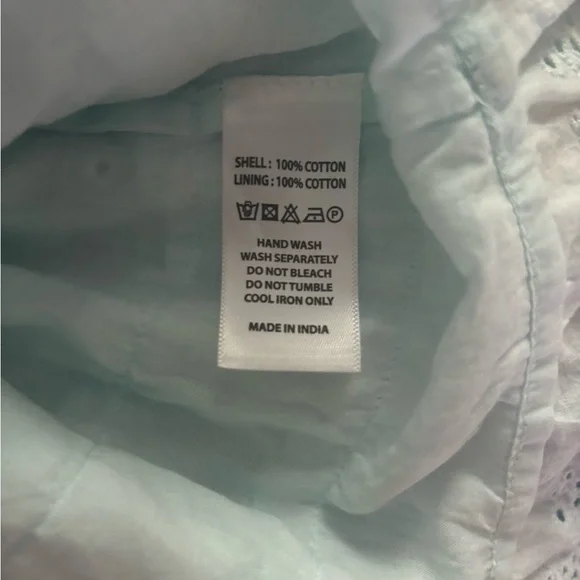 SHELL : 100% COTTON
LINING : 100% COTTON
P
HAND WASH
WASH SEPARATELY
DO NOT BLEACH
DO NOT TUMBLE
COOL IRON ONLY
MADE IN INDIA